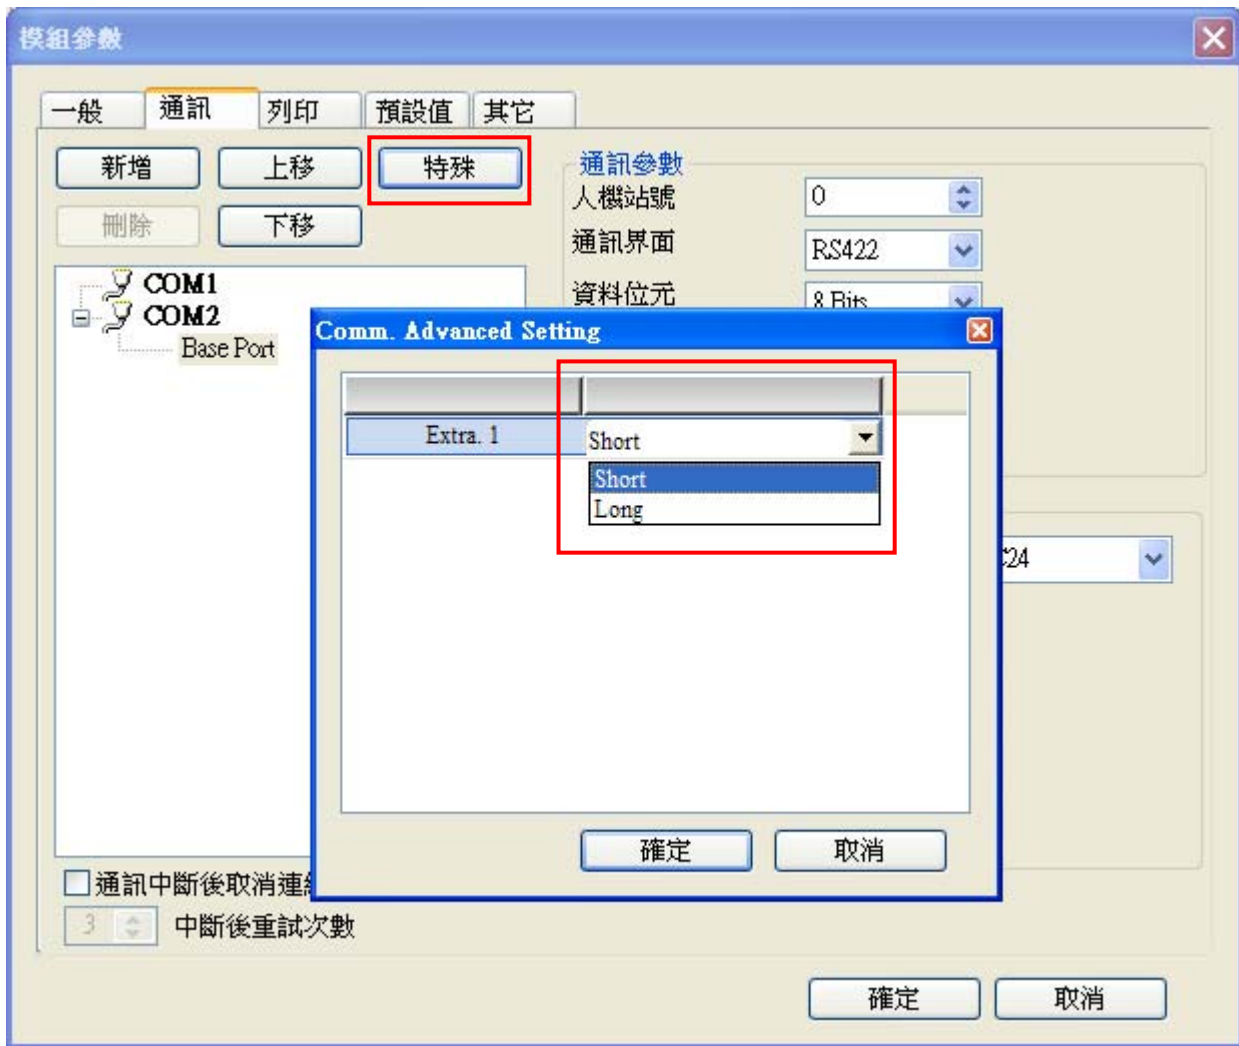 模組參數
一般 通訊 列印 預設值 其它
新增 上移 特殊
刪除 下移
COM1
COM2
Base Port
通訊參數
人機站號 0
通訊界面 RS422
資料位元 8 Bits
Comm. Advanced Setting
Extra. 1 Short
Short
Long
確定 取消
24
通訊中斷後取消連
3 中斷後重試次數
確定 取消